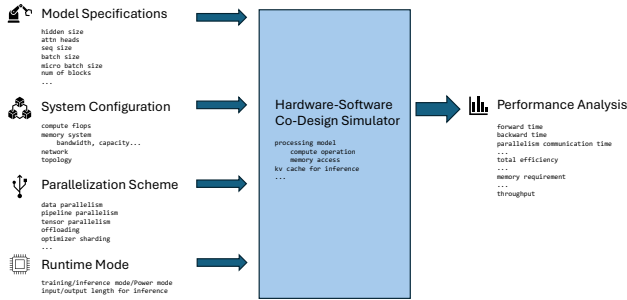 Model Specifications
hidden size
attn heads
seq size
batch size
micro batch size
num of blocks
...
System Configuration
compute flops
memory system
bandwidth, capacity...
network
topology
Parallelization Scheme
data parallelism
pipeline parallelism
tensor parallelism
offloading
optimizer sharding
...
Runtime Mode
training/inference mode/Power mode
input/output length for inference
Hardware-Software
Co-Design Simulator
processing model
compute operation
memory access
kv cache for inference
...
Performance Analysis
forward time
backward time
parallelism communication time
...
total efficiency
...
memory requirement
...
throughput